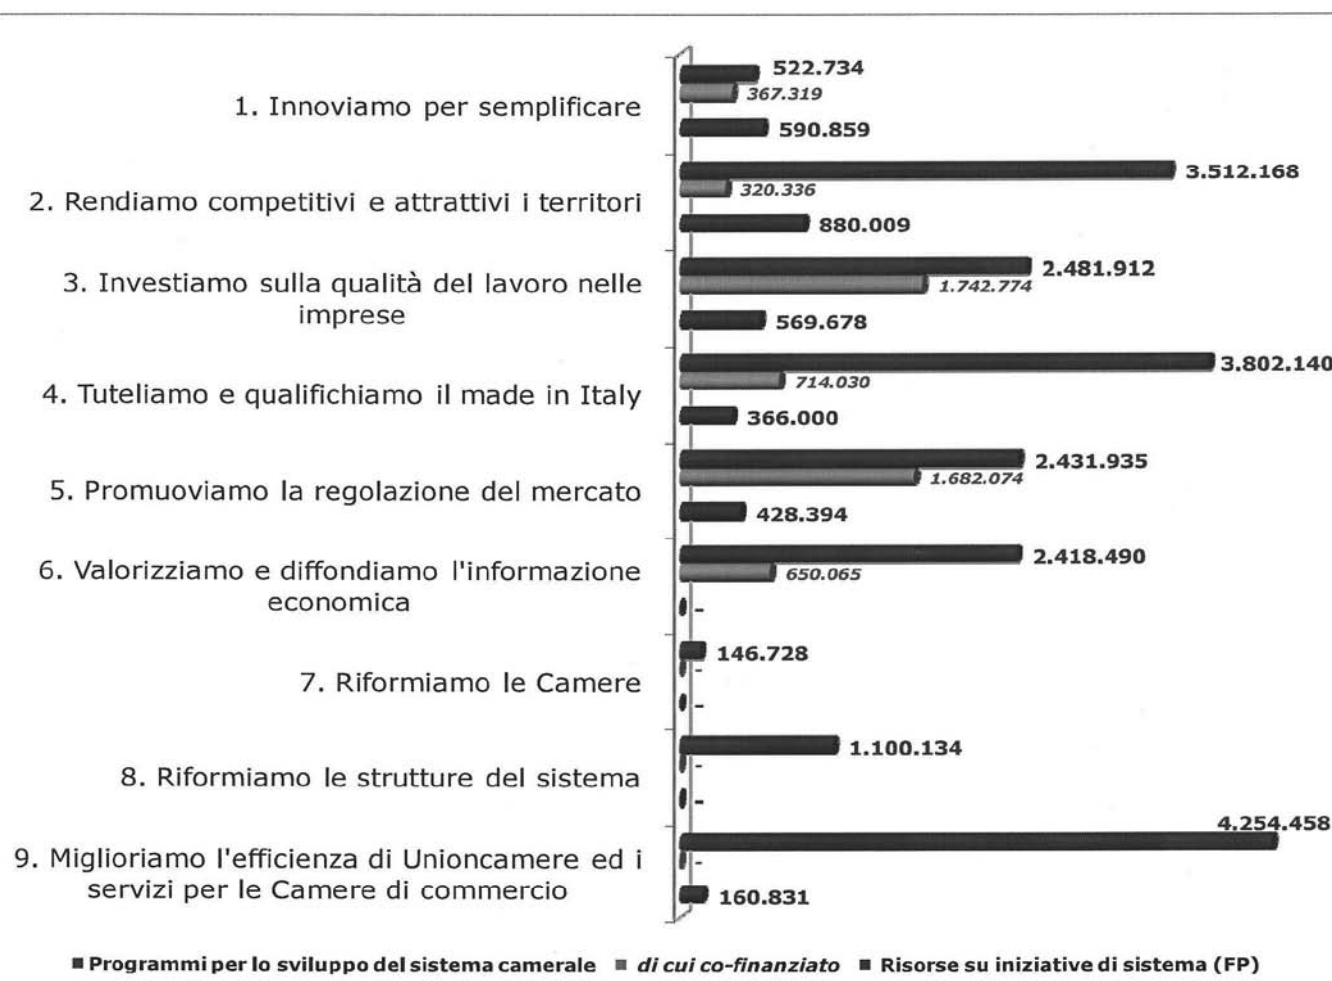 522.734
367.319
1. Innoviamo per semplificare
590.859
3.512.168
320.336
2. Rendiamo competitivi e attrattivi i territori
880.009
2.481.912
3. Investiamo sulla qualità del lavoro nelle
1.742.774
imprese
569.678
3.802.140
714.030
4. Tuteliamo e qualifichiamo il made in Italy
366.000
2.431.935
1.682.074
5. Promuoviamo la regolazione del mercato
428.394
2.418.490
6. Valorizziamo e diffondiamo l'informazione
650.065
economica
-
146.728
-
7. Riformiamo le Camere
-
1.100.134
-
8. Riformiamo le strutture del sistema
-
4.254.458
9. Miglioriamo l'efficienza di Unioncamere ed i
-
servizi per le Camere di commercio
160.831
Programmi per lo sviluppo del sistema camerale di cui co-finanziato Risorse su iniziative di sistema (FP)